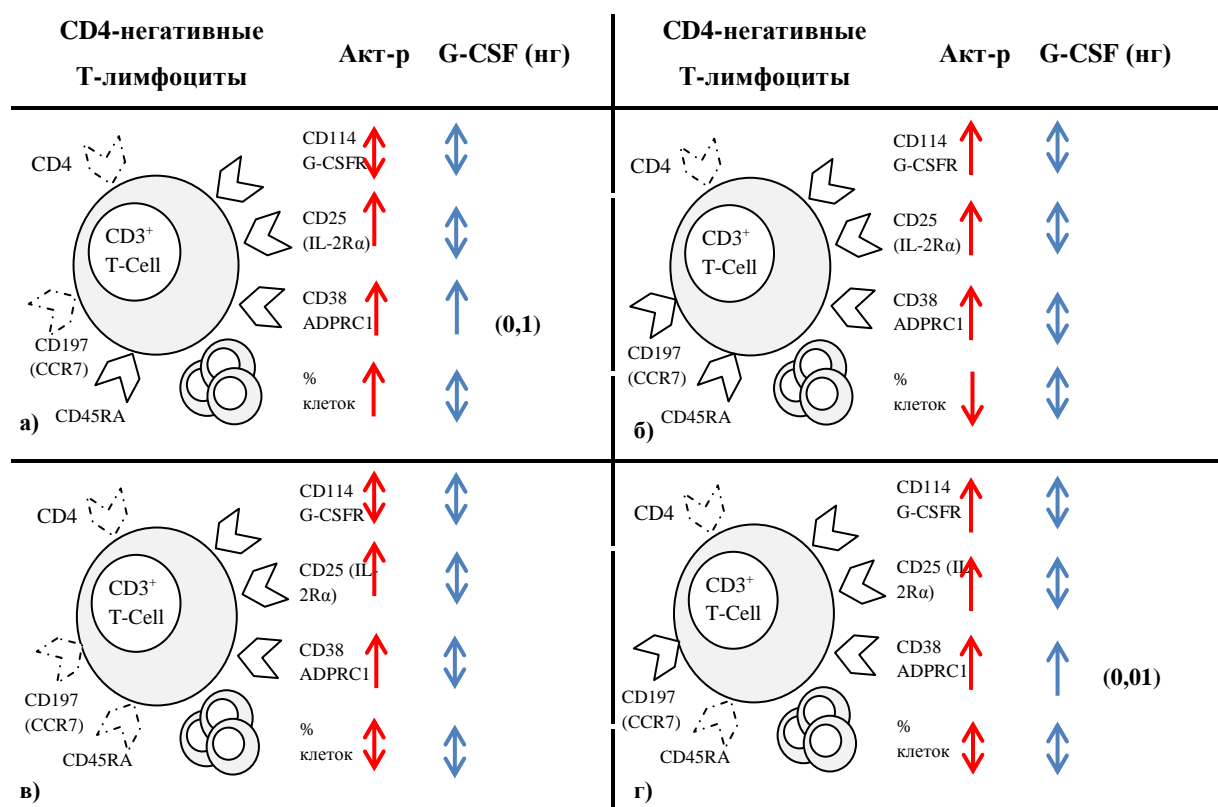 CD4-негативные
Т-лимфоциты
Акт-р
G-CSF (нг)
CD4-негативные
Т-лимфоциты
Акт-р
G-CSF (нг)
CD4
CD3+
T-Cell
CD197
(CCR7)
CD45RA
CD114
G-CSFR
CD25
(IL-2Rα)
CD38
ADPRC1
(0,1)
%
клеток
а)
CD4
CD3+
T-Cell
CD197
(CCR7)
CD45RA
CD114
G-CSFR
CD25
(IL-2Rα)
CD38
ADPRC1
%
клеток
б)
CD4
CD3+
T-Cell
CD197
(CCR7)
CD45RA
CD114
G-CSFR
CD25 (IL-
2Rα)
CD38
ADPRC1
%
клеток
в)
CD4
CD3+
T-Cell
CD197
(CCR7)
CD45RA
CD114
G-CSFR
CD25 (IL-
2Rα)
CD38
ADPRC1
(0,01)
%
клеток
г)